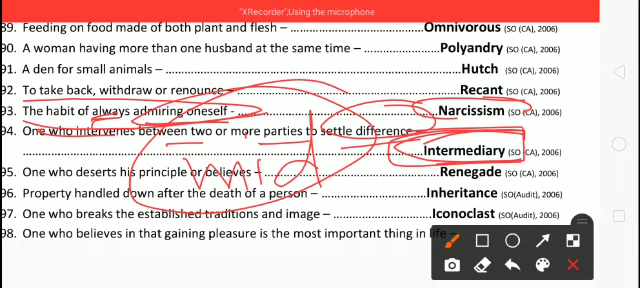 "XRecorder",Using the microphone
89. Feeding on food made of both plant and flesh – ..............................Omnivorous (SO (CA), 2006)
90. A woman having more than one husband at the same time – ......................Polyandry (SO (CA), 2006)
91. A den for small animals – ..............................Hutch (SO (CA), 2006)
92. To take back, withdraw or renounce– ..............................Recant (SO (CA), 2006)
93. The habit of always admiring oneself - ..............................Narcissism (SO (CA), 2006)
94. One who intervenes between two or more parties to settle difference –
..............................Intermediary (SO (CA), 2006)
mid
95. One who deserts his principle or believes – ..............................Renegade (SO (CA), 2006)
96. Property handled down after the death of a person – ......................Inheritance (SO(Audit), 2006)
97. One who breaks the established traditions and image – ......................Iconoclast (SO(Audit), 2006)
98. One who believes in that gaining pleasure is the most important thing in life –